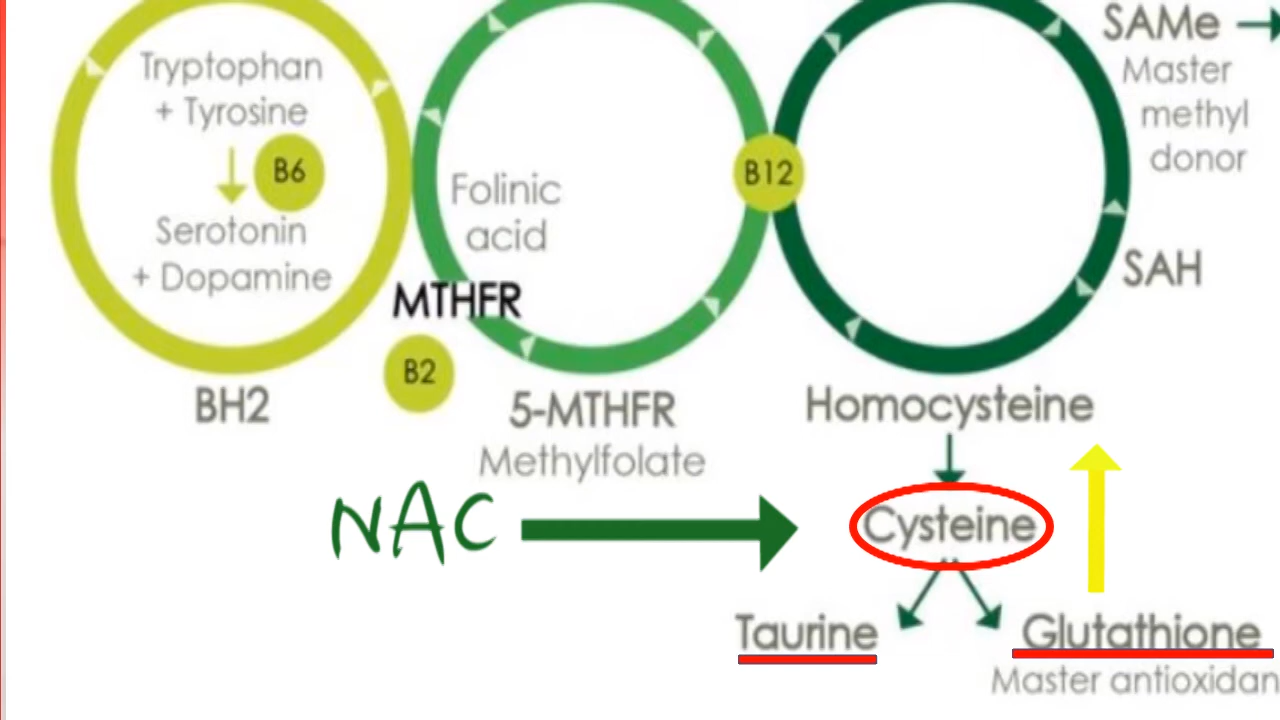 Tryptophan
+ Tyrosine
B6
Serotonin
+ Dopamine
BH2
Folinic
acid
MTHFR
B2
5-MTHFR
Methylfolate
B12
SAMe
Master
methyl
donor
SAH
Homocysteine
NAC
Cysteine
Taurine
Glutathione
Master antioxidan